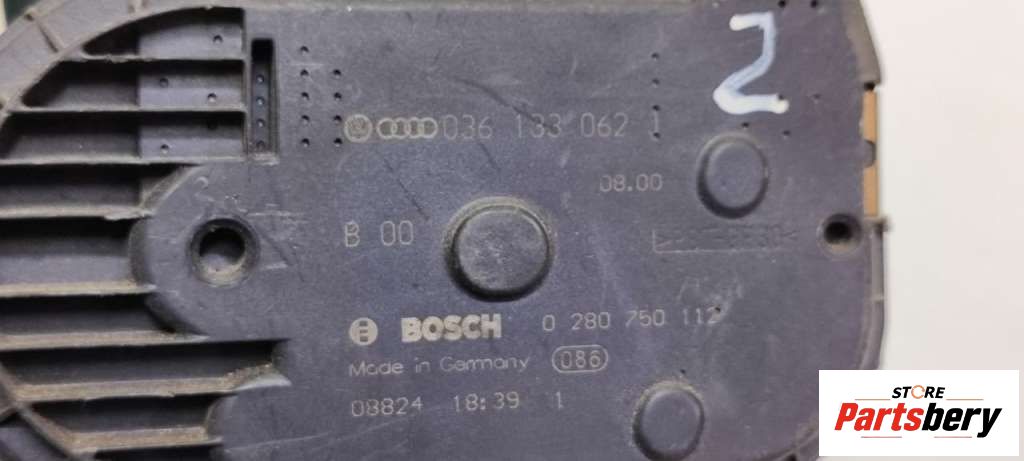 2
036 133 062 1
08.00
B 00
BOSCH 0 280 750 112
Made in Germany 086
08824 18:39 1
STORE
Partsbery